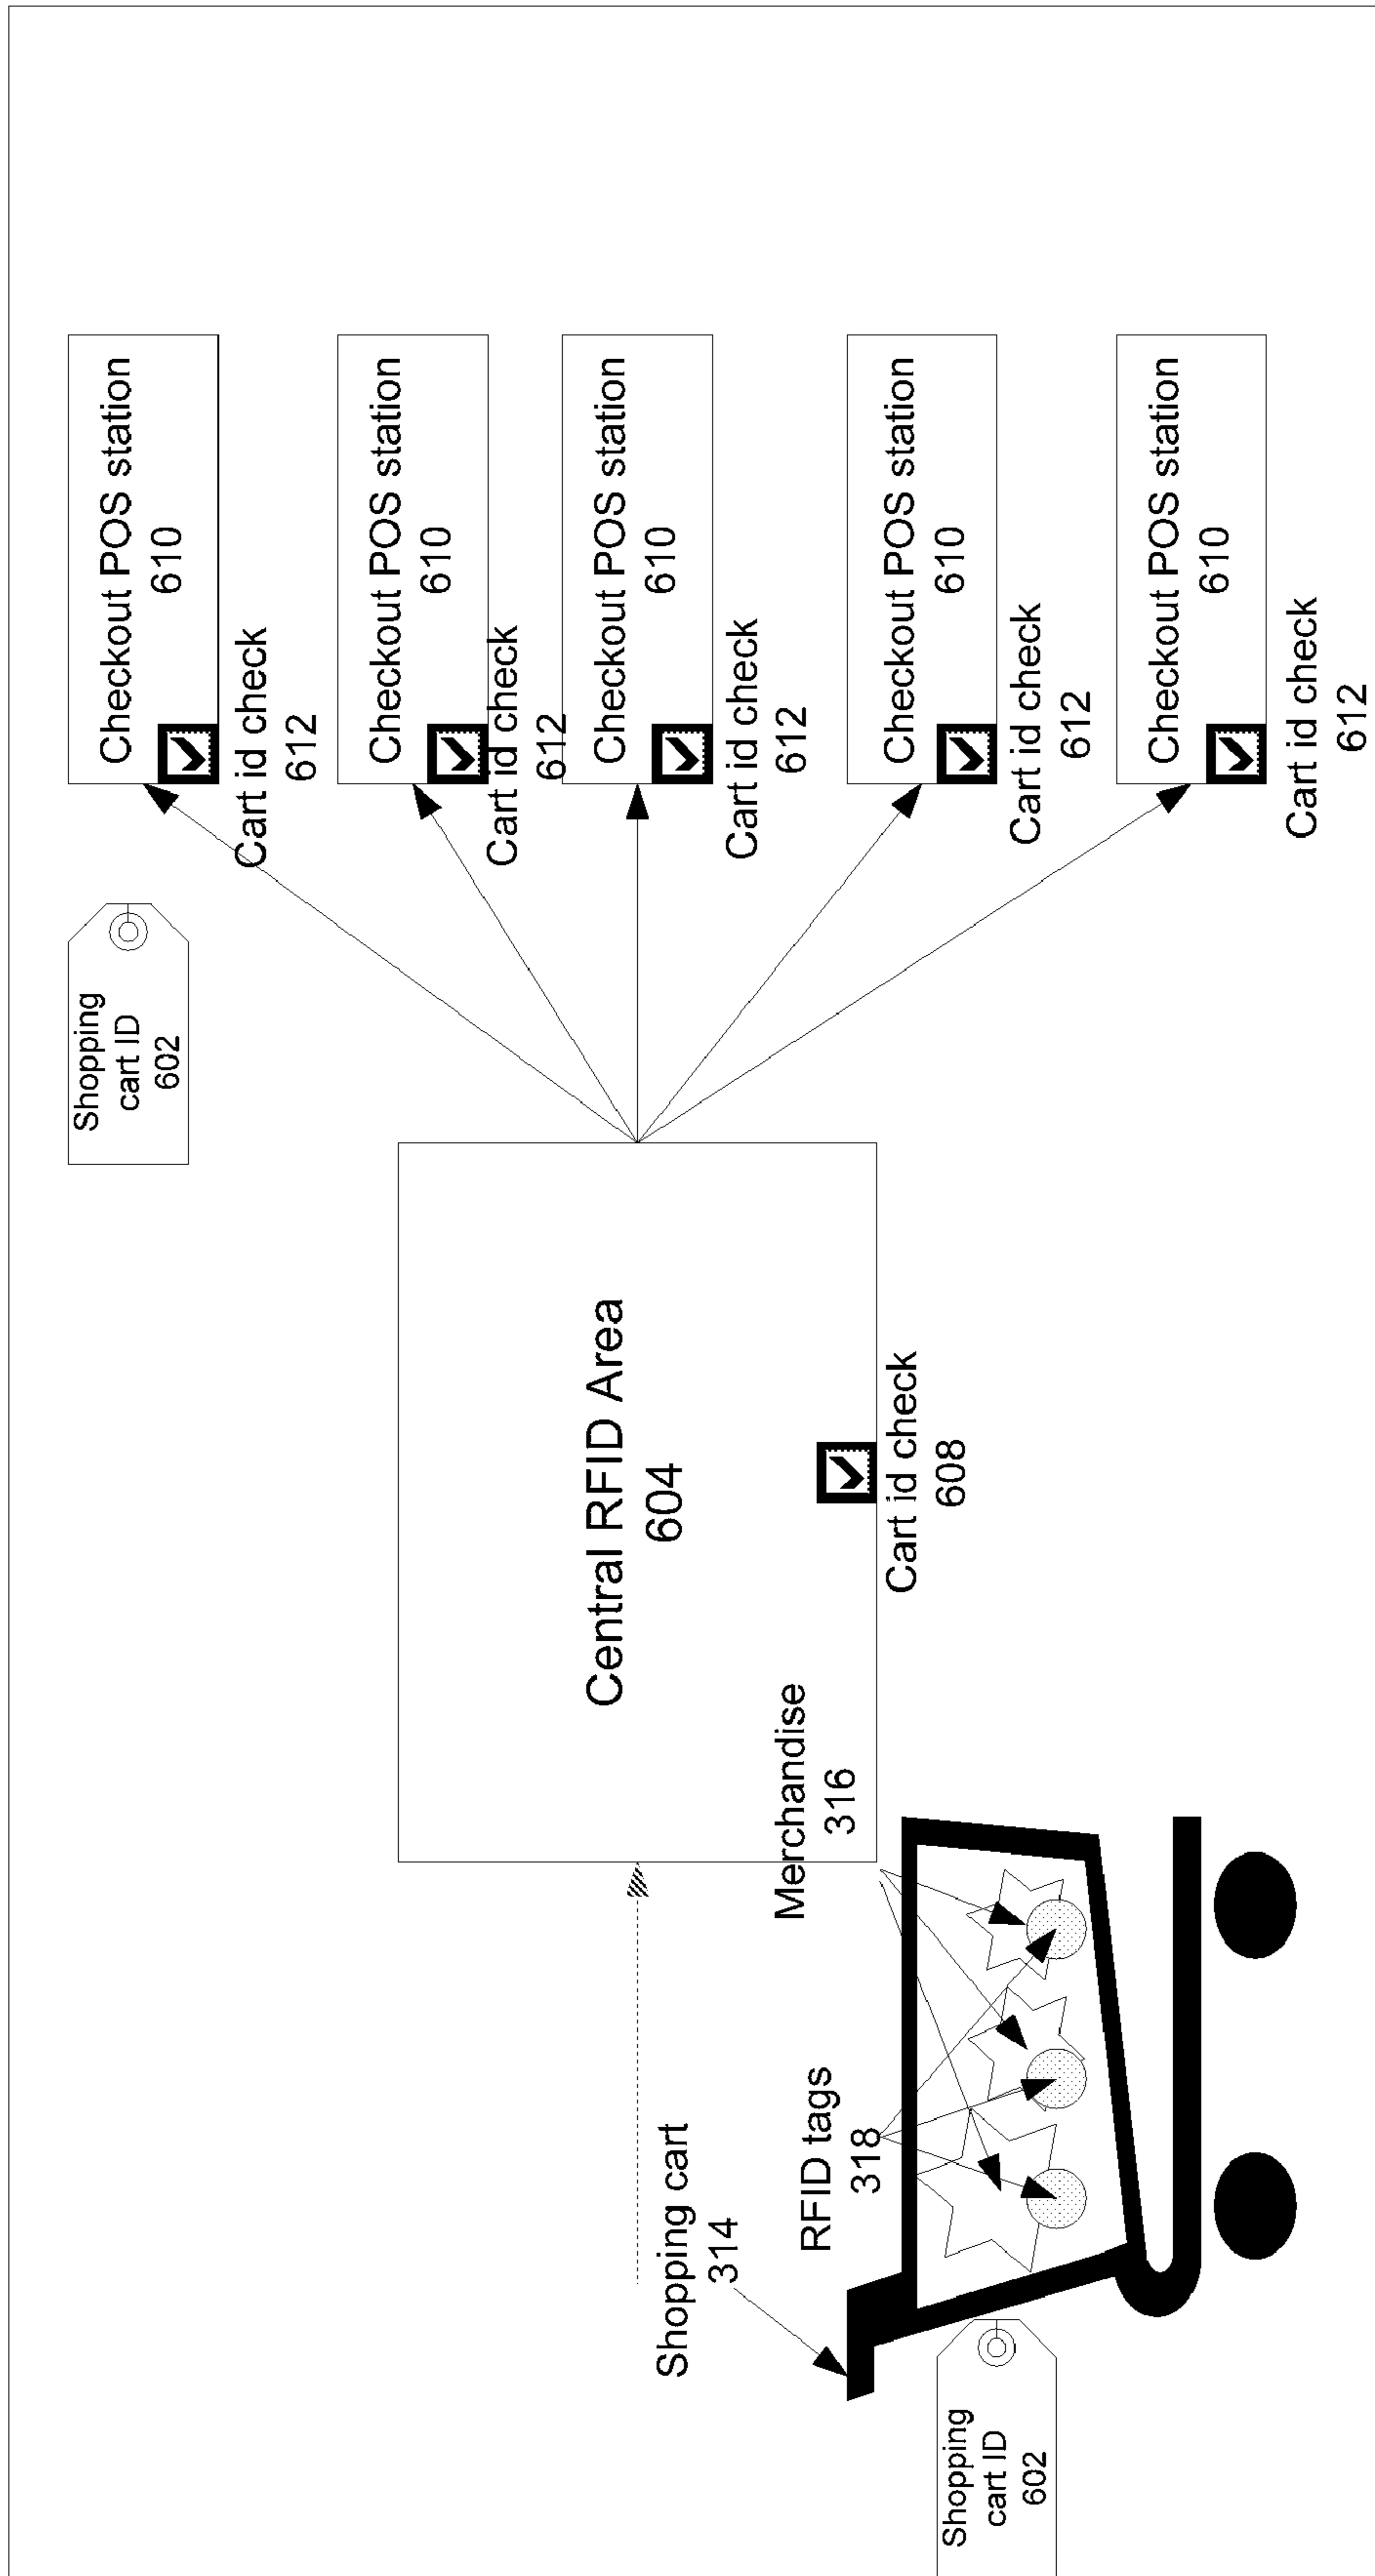 Checkout POS station
610
Cart id check
612
Checkout POS station
610
Cart id check
612
Checkout POS station
610
Cart id check
612
Checkout POS station
610
Cart id check
612
Checkout POS station
610
Cart id check
612
Shopping
cart ID
602
Central RFID Area
604
Cart id check
608
Merchandise
316
Shopping cart
314
RFID tags
318
Shopping
cart ID
602